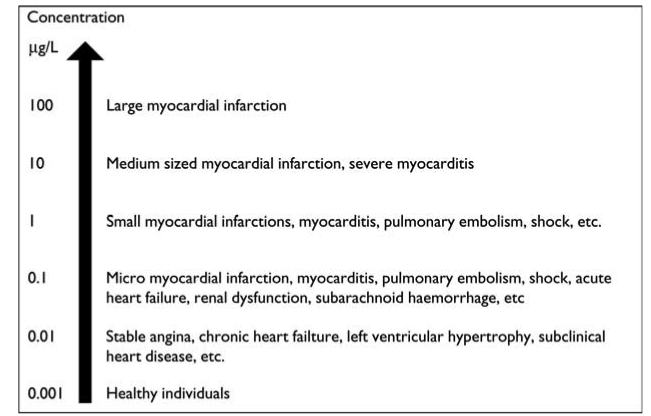 Concentration
µg/L
100 Large myocardial infarction
10 Medium sized myocardial infarction, severe myocarditis
1 Small myocardial infarctions, myocarditis, pulmonary embolism, shock, etc.
0.1 Micro myocardial infarction, myocarditis, pulmonary embolism, shock, acute
heart failure, renal dysfunction, subarachnoid haemorrhage, etc
0.01 Stable angina, chronic heart failture, left ventricular hypertrophy, subclinical
heart disease, etc.
0.001 Healthy individuals